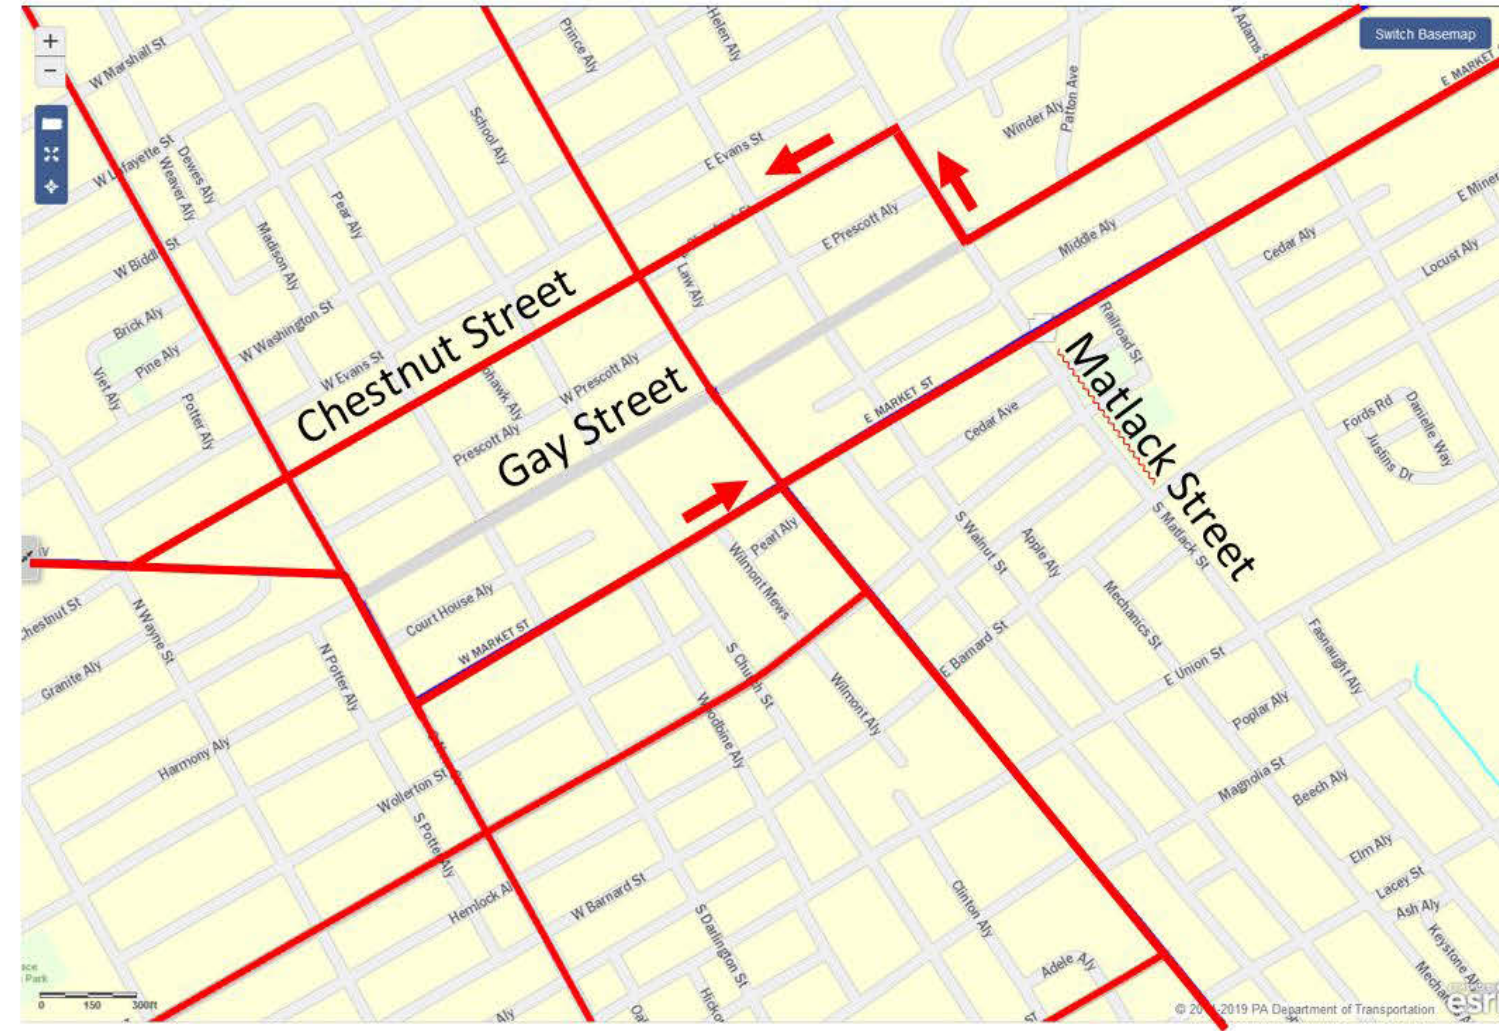 +
−
Switch Basemap
W Marshall St
Prince Aly
Helen Aly
N Adams S
E MARKET
Patton Ave
Winder Aly
School Aly
E Evans St
W Lafayette St
Dewes Aly
Weaver Aly
Pear Aly
Madison Aly
W Biddle St
E Prescott Aly
Middle Aly
E Miner
Cedar Aly
Locust Aly
Law Aly
Brick Aly
W Washington St
Pine Aly
Viet Aly
W Evans St
Chestnut Street
Railroad St
W Prescott Aly
Potter Aly
Prescott Aly
Gay Street
E MARKET ST
Matlack Street
Cedar Ave
Fords Rd
Danielle Way
Justins Dr
S Matlack St
S Walnut St
Apple Aly
Pearl Aly
Wilmont Mews
Mechanics St
Court House Aly
W MARKET ST
Chestnut St
N Wayne St
Granite Aly
N Potter Aly
S Church St
E Barnard St
E Union St
Fasnaught Aly
Wilmont Aly
Woodbine Aly
Poplar Aly
Harmony Aly
Wollerton St
Magnolia St
Beech Aly
S Potter Aly
Elm Aly
Lacey St
Ash Aly
Keystone Aly
Hemlock Al
W Barnard St
S Darlington St
Clinton Aly
Adele Aly
Park
0 150 300ft
Aly
-2019 PA Department of Transportation
esri